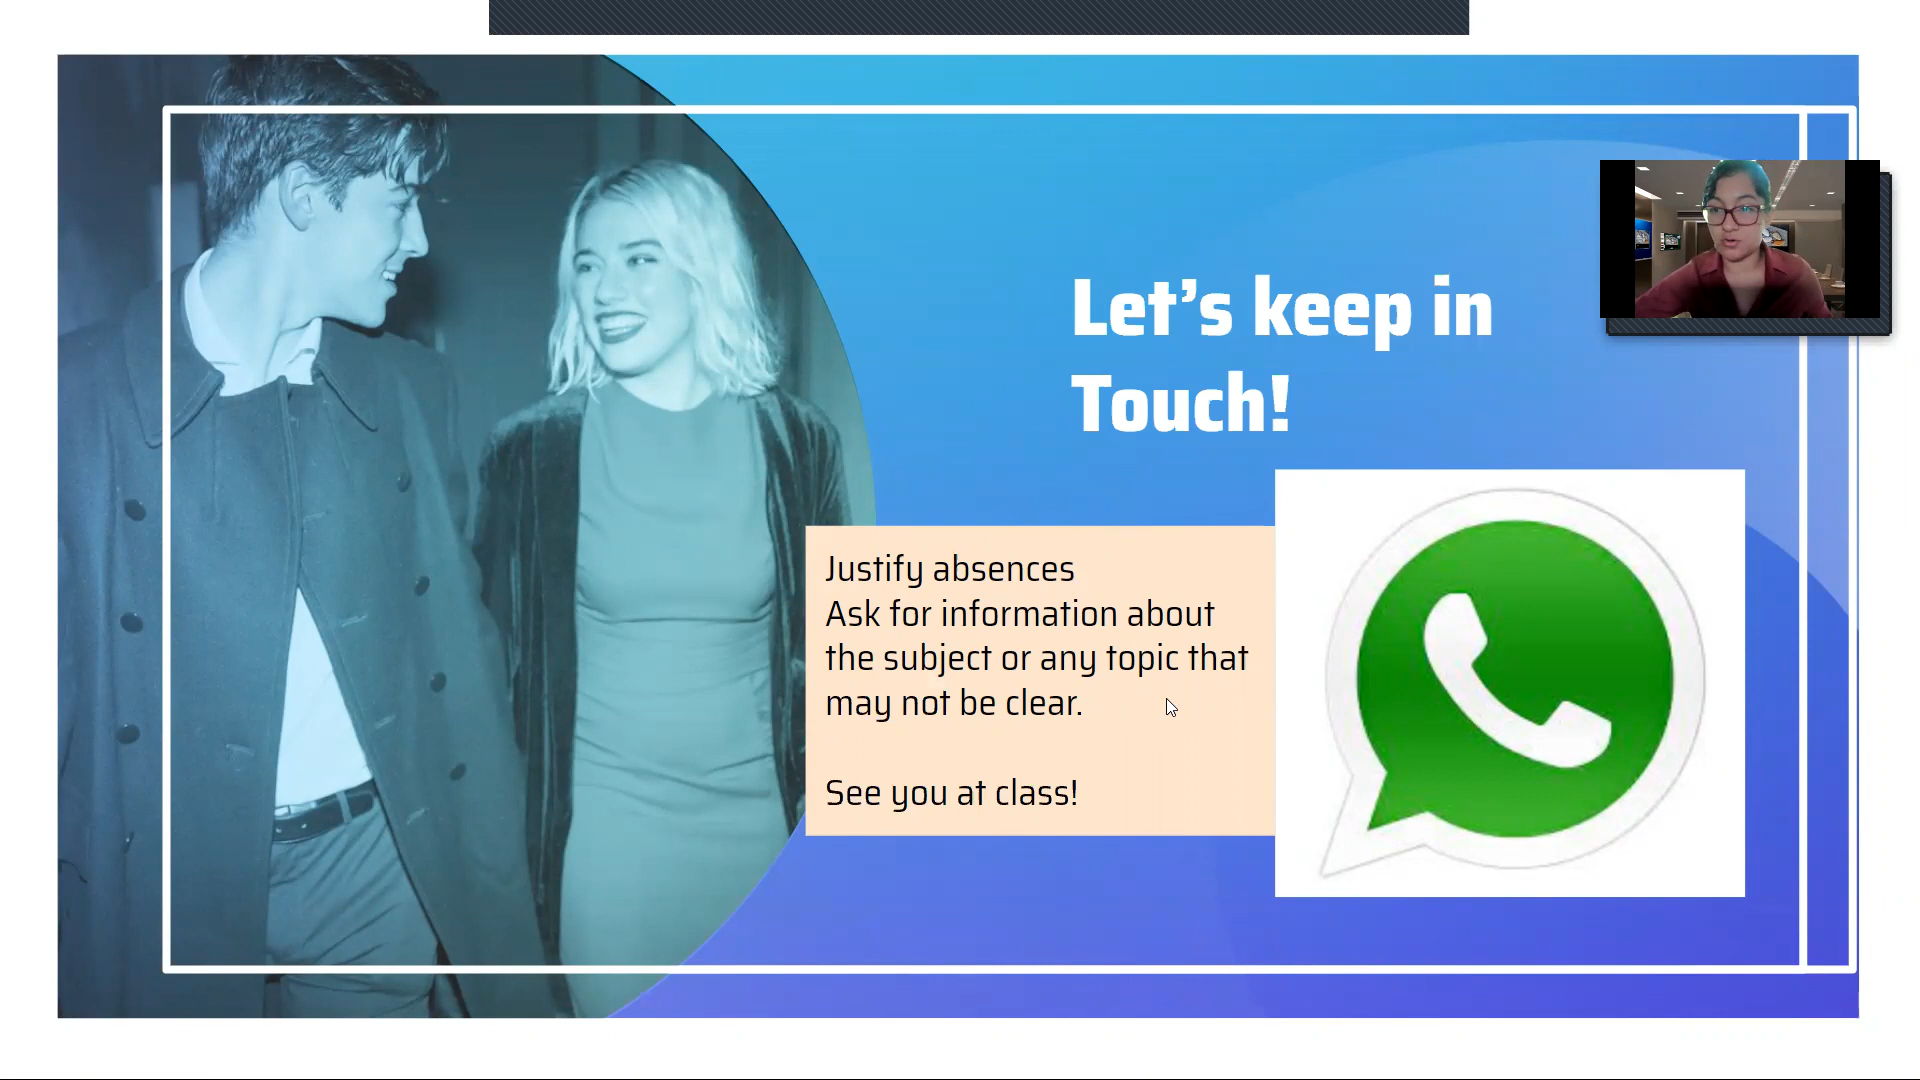 Let’s keep in
Touch!
Justify absences
Ask for information about
the subject or any topic that
may not be clear.
See you at class!